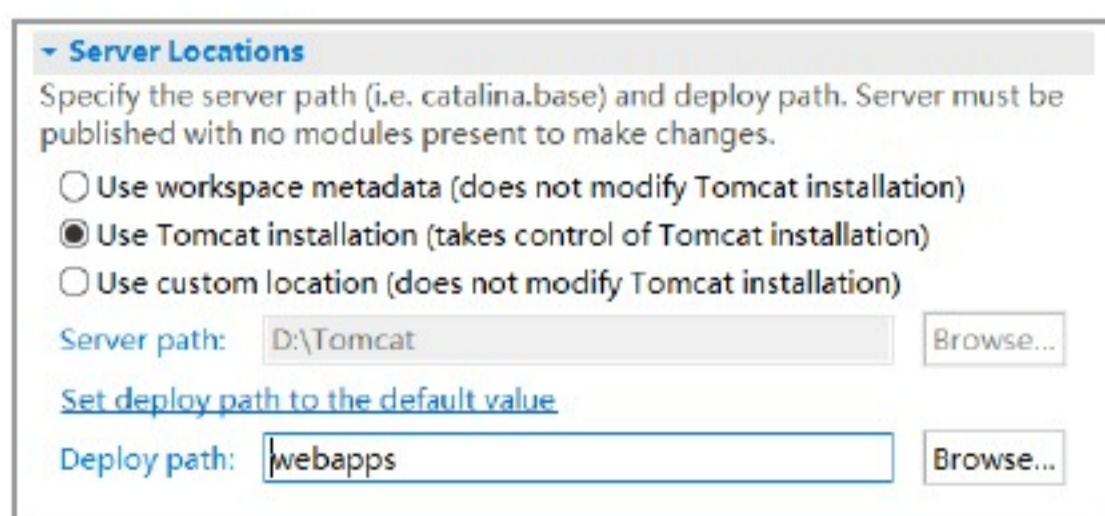 Server Locations
Specify the server path (i.e. catalina.base) and deploy path. Server must be
published with no modules present to make changes.
Use workspace metadata (does not modify Tomcat installation)
Use Tomcat installation (takes control of Tomcat installation)
Use custom location (does not modify Tomcat installation)
Server path: D:\Tomcat Browse...
Set deploy path to the default value
Deploy path: webapps Browse...